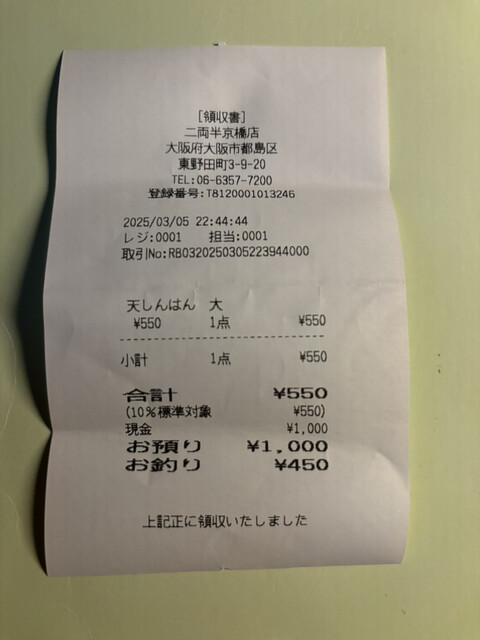 [領収書]
二両半京橋店
大阪府大阪市都島区
東野田町3-9-20
TEL:06-6357-7200
登録番号:T8120001013246
2025/03/05 22:44:44
レジ:0001 担当:0001
取引No:RB0320250305223944000
天しんはん 大
¥550 1点 ¥550
小計 1点 ¥550
合計 ¥550
(10%標準対象 ¥550)
現金 ¥1,000
お預り ¥1,000
お釣り ¥450
上記正に領収いたしました